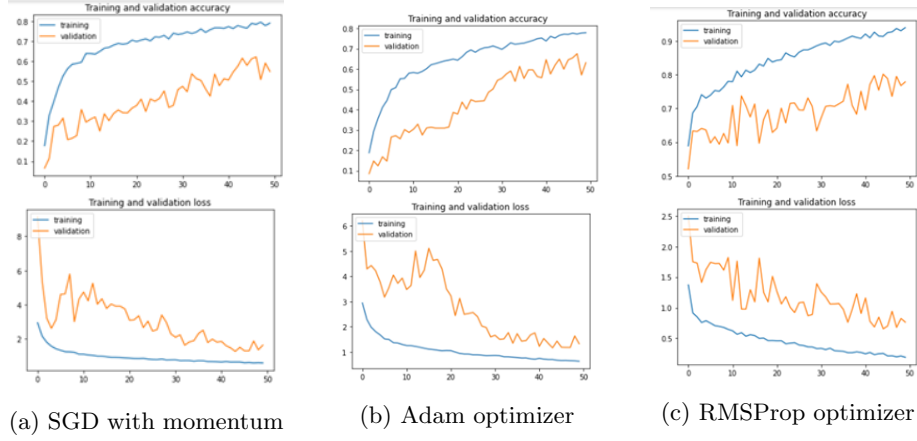 Training and validation accuracy
training
validation
0.8
0.7
0.6
0.5
0.4
0.3
0.2
0.1
0 10 20 30 40 50
Training and validation loss
training
validation
8
6
4
2
0 10 20 30 40 50
(a) SGD with momentum
Training and validation accuracy
training
validation
0.8
0.7
0.6
0.5
0.4
0.3
0.2
0.1
0 10 20 30 40 50
Training and validation loss
training
validation
6
5
4
3
2
1
0 10 20 30 40 50
(b) Adam optimizer
Training and validation accuracy
training
validation
0.9
0.8
0.7
0.6
0.5
0 10 20 30 40 50
Training and validation loss
training
validation
2.5
2.0
1.5
1.0
0.5
0 10 20 30 40 50
(c) RMSProp optimizer